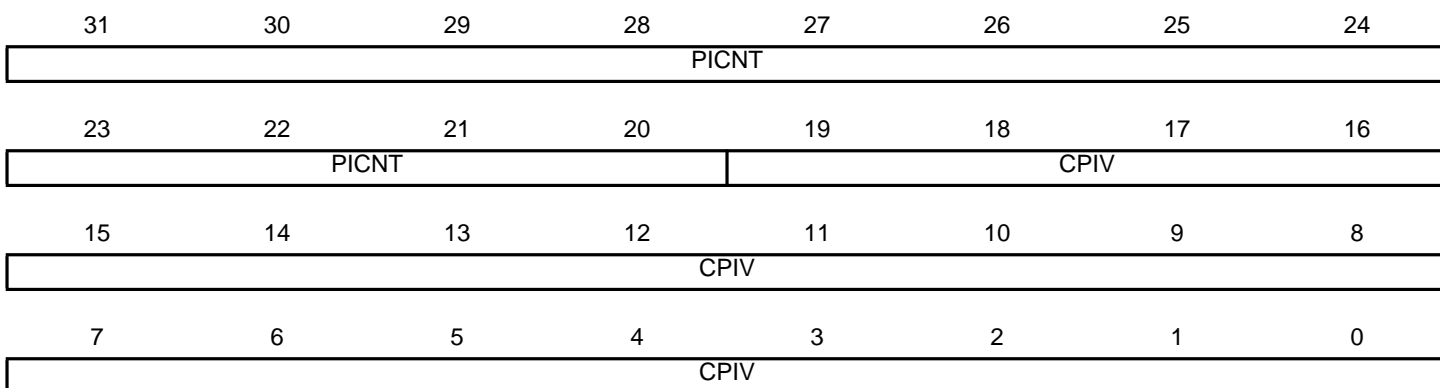 31 30 29 28 27 26 25 24
PICNT
23 22 21 20 19 18 17 16
PICNT CPIV
15 14 13 12 11 10 9 8
CPIV
7 6 5 4 3 2 1 0
CPIV